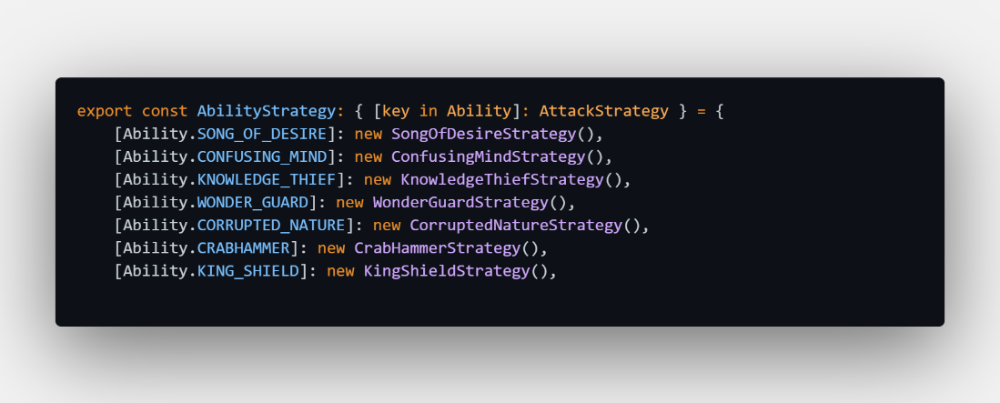 export const AbilityStrategy: { [key in Ability]: AttackStrategy } = {
    [Ability.SONG_OF_DESIRE]: new SongOfDesireStrategy(),
    [Ability.CONFUSING_MIND]: new ConfusingMindStrategy(),
    [Ability.KNOWLEDGE_THIEF]: new KnowledgeThiefStrategy(),
    [Ability.WONDER_GUARD]: new WonderGuardStrategy(),
    [Ability.CORRUPTED_NATURE]: new CorruptedNatureStrategy(),
    [Ability.CRABHAMMER]: new CrabHammerStrategy(),
    [Ability.KING_SHIELD]: new KingShieldStrategy(),